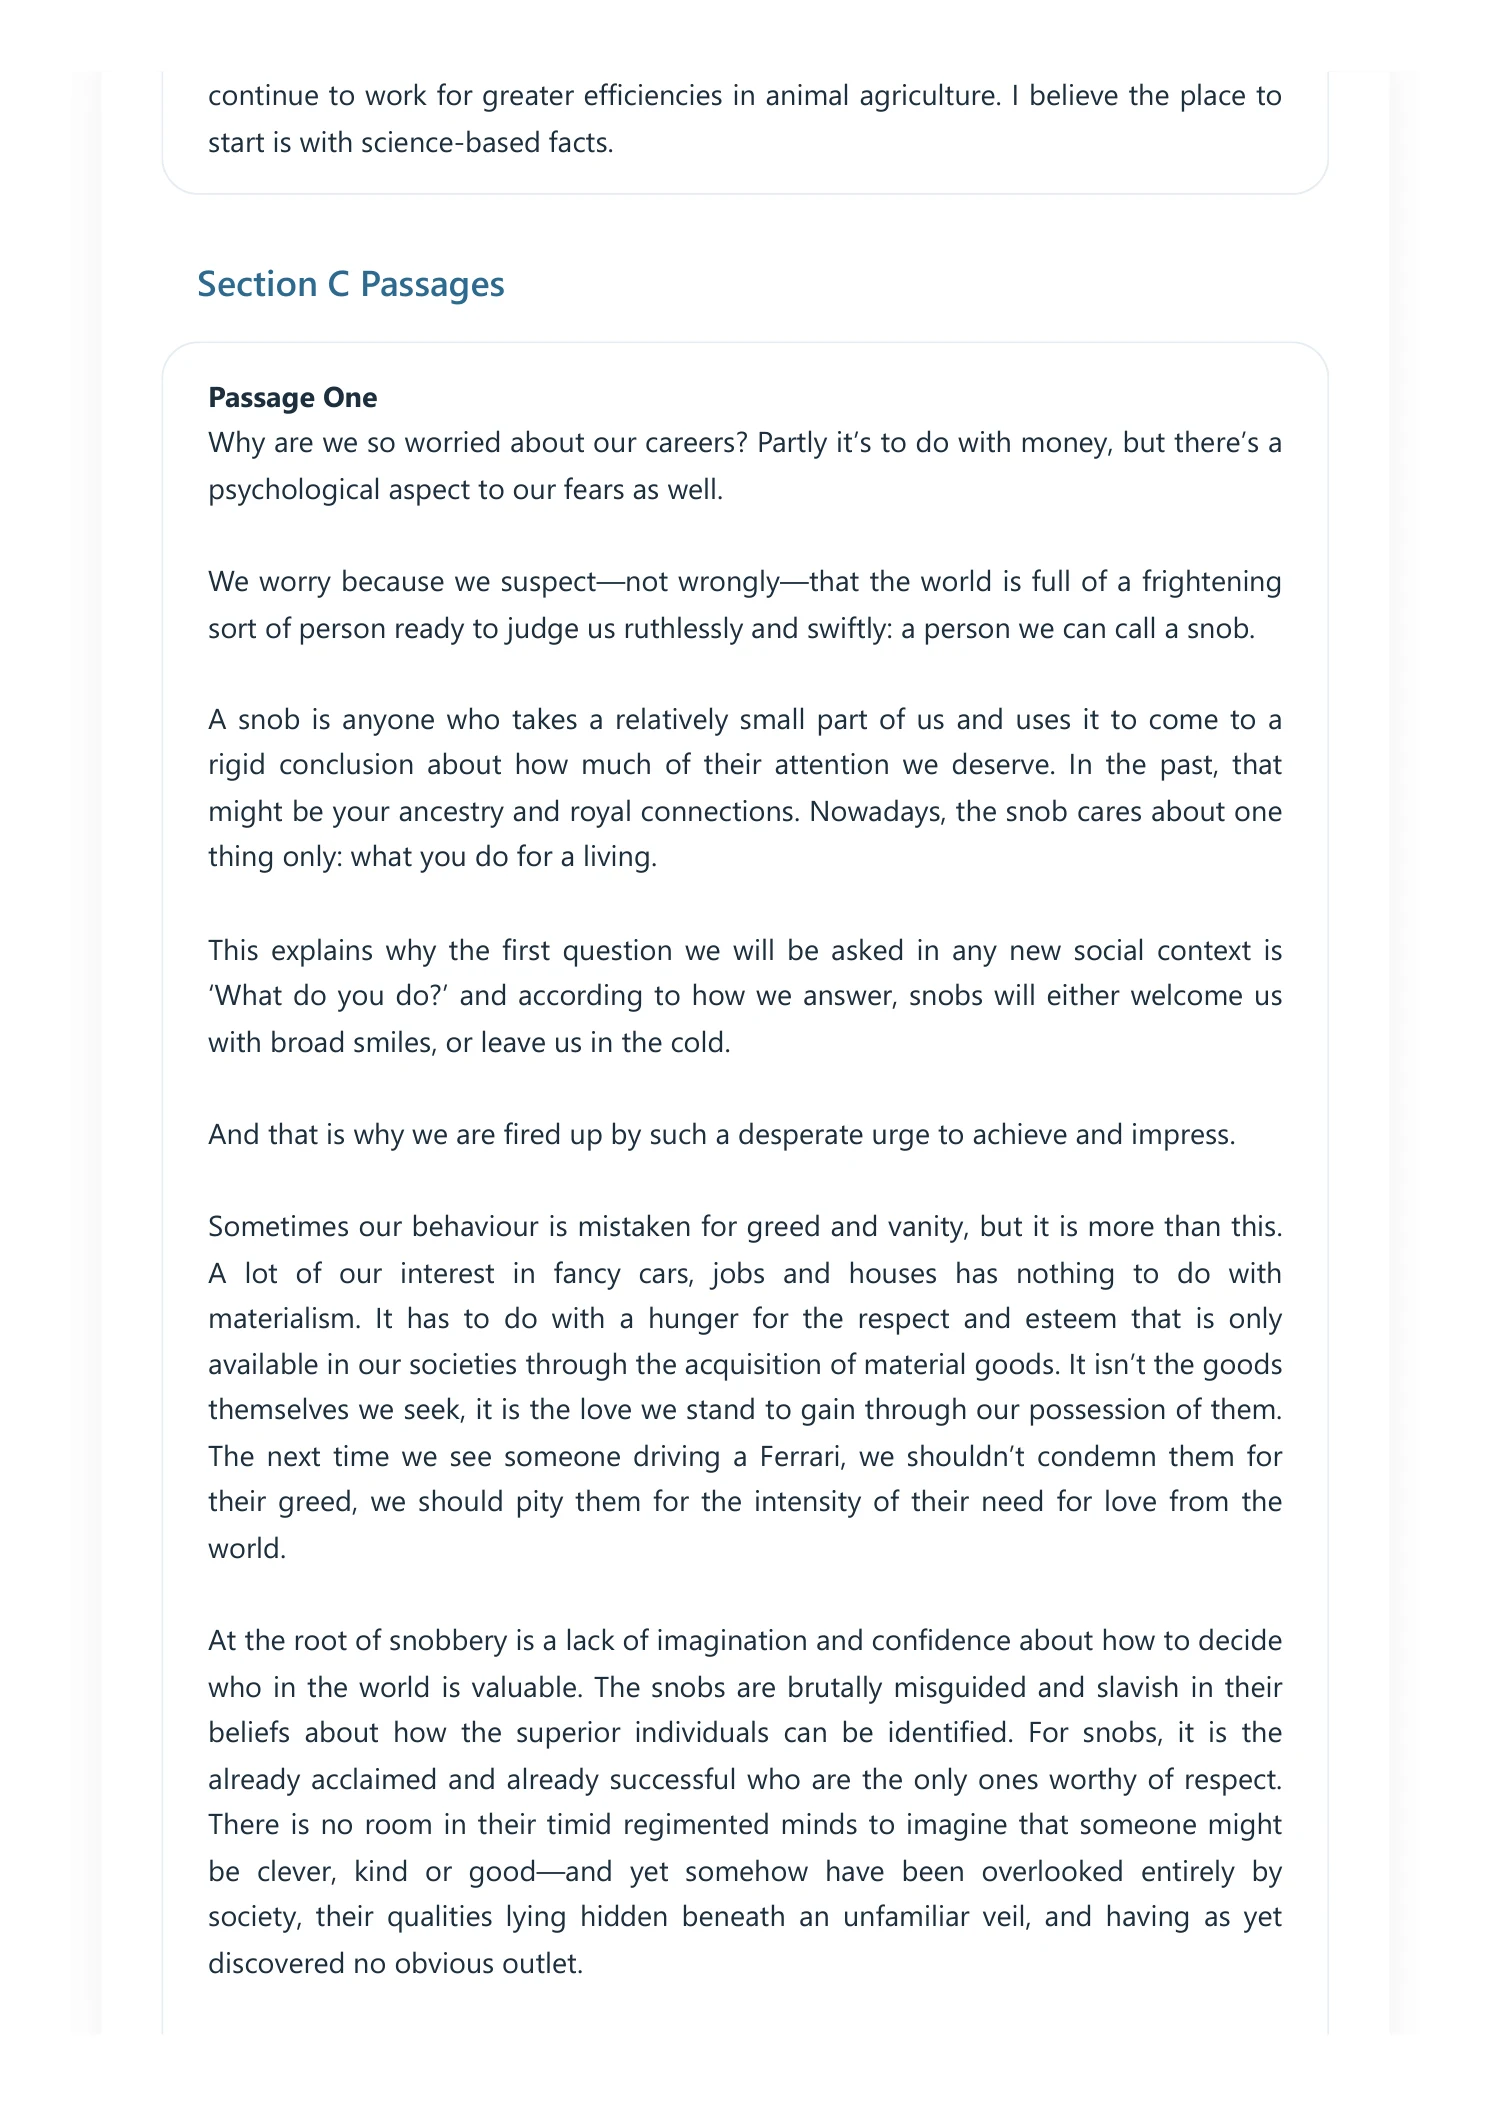 continue to work for greater efficiencies in animal agriculture. I believe the place to
start is with science-based facts.
Section C Passages
Passage One
Why are we so worried about our careers? Partly it’s to do with money, but there’s a
psychological aspect to our fears as well.
We worry because we suspect—not wrongly—that the world is full of a frightening
sort of person ready to judge us ruthlessly and swiftly: a person we can call a snob.
A snob is anyone who takes a relatively small part of us and uses it to come to a
rigid conclusion about how much of their attention we deserve. In the past, that
might be your ancestry and royal connections. Nowadays, the snob cares about one
thing only: what you do for a living.
This explains why the first question we will be asked in any new social context is
‘What do you do?’ and according to how we answer, snobs will either welcome us
with broad smiles, or leave us in the cold.
And that is why we are fired up by such a desperate urge to achieve and impress.
Sometimes our behaviour is mistaken for greed and vanity, but it is more than this.
A lot of our interest in fancy cars, jobs and houses has nothing to do with
materialism. It has to do with a hunger for the respect and esteem that is only
available in our societies through the acquisition of material goods. It isn’t the goods
themselves we seek, it is the love we stand to gain through our possession of them.
The next time we see someone driving a Ferrari, we shouldn’t condemn them for
their greed, we should pity them for the intensity of their need for love from the
world.
At the root of snobbery is a lack of imagination and confidence about how to decide
who in the world is valuable. The snobs are brutally misguided and slavish in their
beliefs about how the superior individuals can be identified. For snobs, it is the
already acclaimed and already successful who are the only ones worthy of respect.
There is no room in their timid regimented minds to imagine that someone might
be clever, kind or good—and yet somehow have been overlooked entirely by
society, their qualities lying hidden beneath an unfamiliar veil, and having as yet
discovered no obvious outlet.